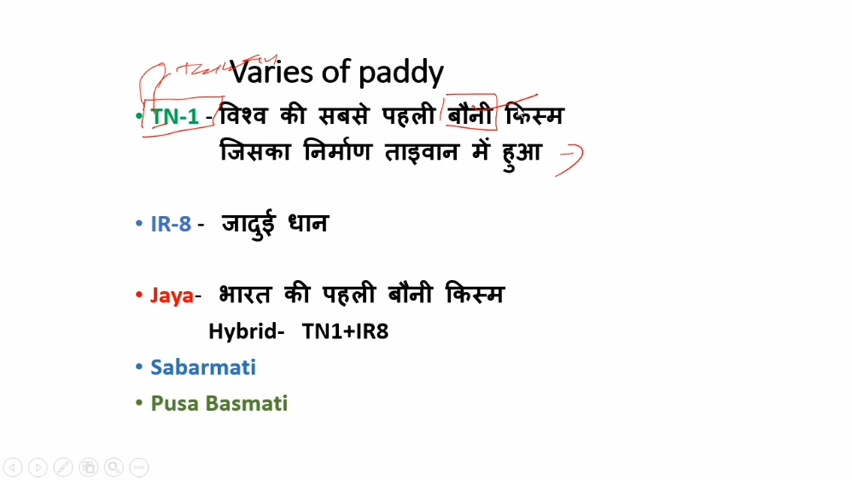 Varies of paddy
• TN-1 - विश्व की सबसे पहली बौनी किस्म
जिसका निर्माण ताइवान में हुआ
• IR-8 - जादुई धान
• Jaya- भारत की पहली बौनी किस्म
Hybrid- TN1+IR8
• Sabarmati
• Pusa Basmati